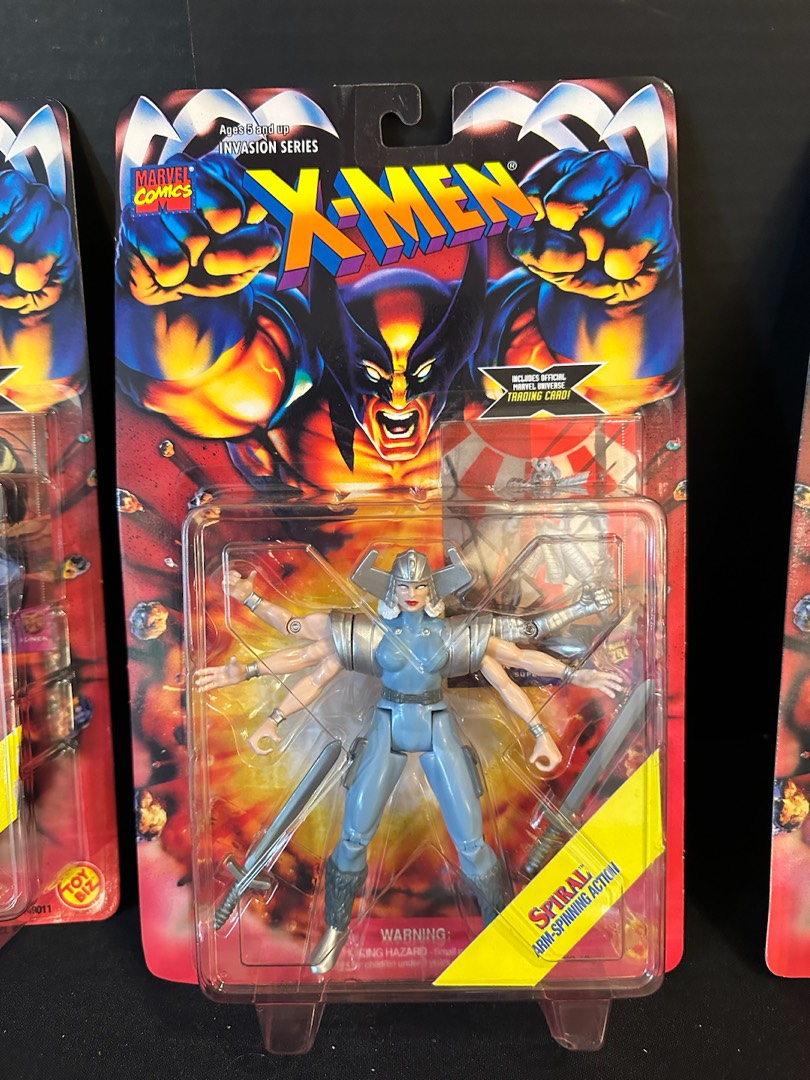 Ages 5 and up
INVASION SERIES
MARVEL®
COMICS
X-MEN®
INCLUDES OFFICIAL
MARVEL UNIVERSE
TRADING CARD!
SPIRAL™
ARM-SPINNING ACTION
WARNING:
TOY
BIZ